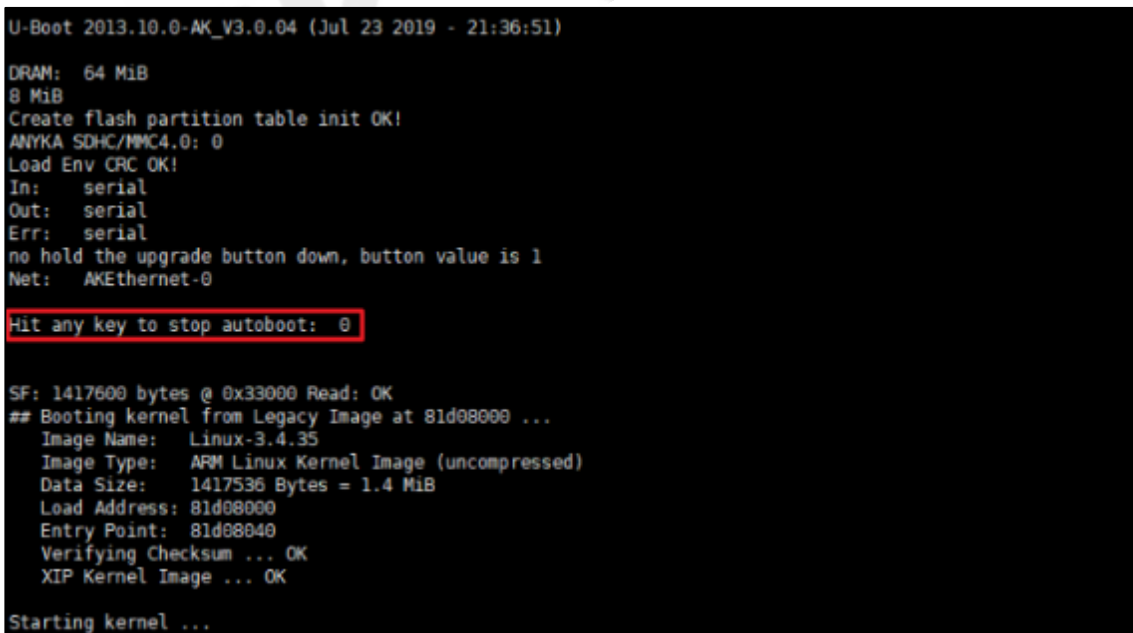 U-Boot 2013.10.0-AK_V3.0.04 (Jul 23 2019 - 21:36:51)
DRAM:  64 MiB
8 MiB
Create flash partition table init OK!
ANYKA SDHC/MMC4.0: 0
Load Env CRC OK!
In:    serial
Out:   serial
Err:   serial
no hold the upgrade button down, button value is 1
Net:   AKEthernet-0
Hit any key to stop autoboot:  0
SF: 1417600 bytes @ 0x33000 Read: OK
## Booting kernel from Legacy Image at 81d08000 ...
   Image Name:   Linux-3.4.35
   Image Type:   ARM Linux Kernel Image (uncompressed)
   Data Size:    1417536 Bytes = 1.4 MiB
   Load Address: 81d08000
   Entry Point:  81d08040
   Verifying Checksum ... OK
   XIP Kernel Image ... OK
Starting kernel ...